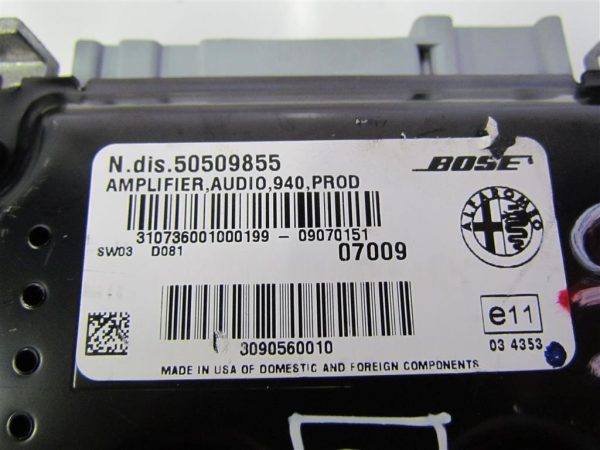 N.dis.50509855
BOSE
AMPLIFIER,AUDIO,940,PROD
310736001000199 - 09070151
SW03 D081
07009
ALFA ROMEO
e11
3090560010
03 4353
MADE IN USA OF DOMESTIC AND FOREIGN COMPONENTS